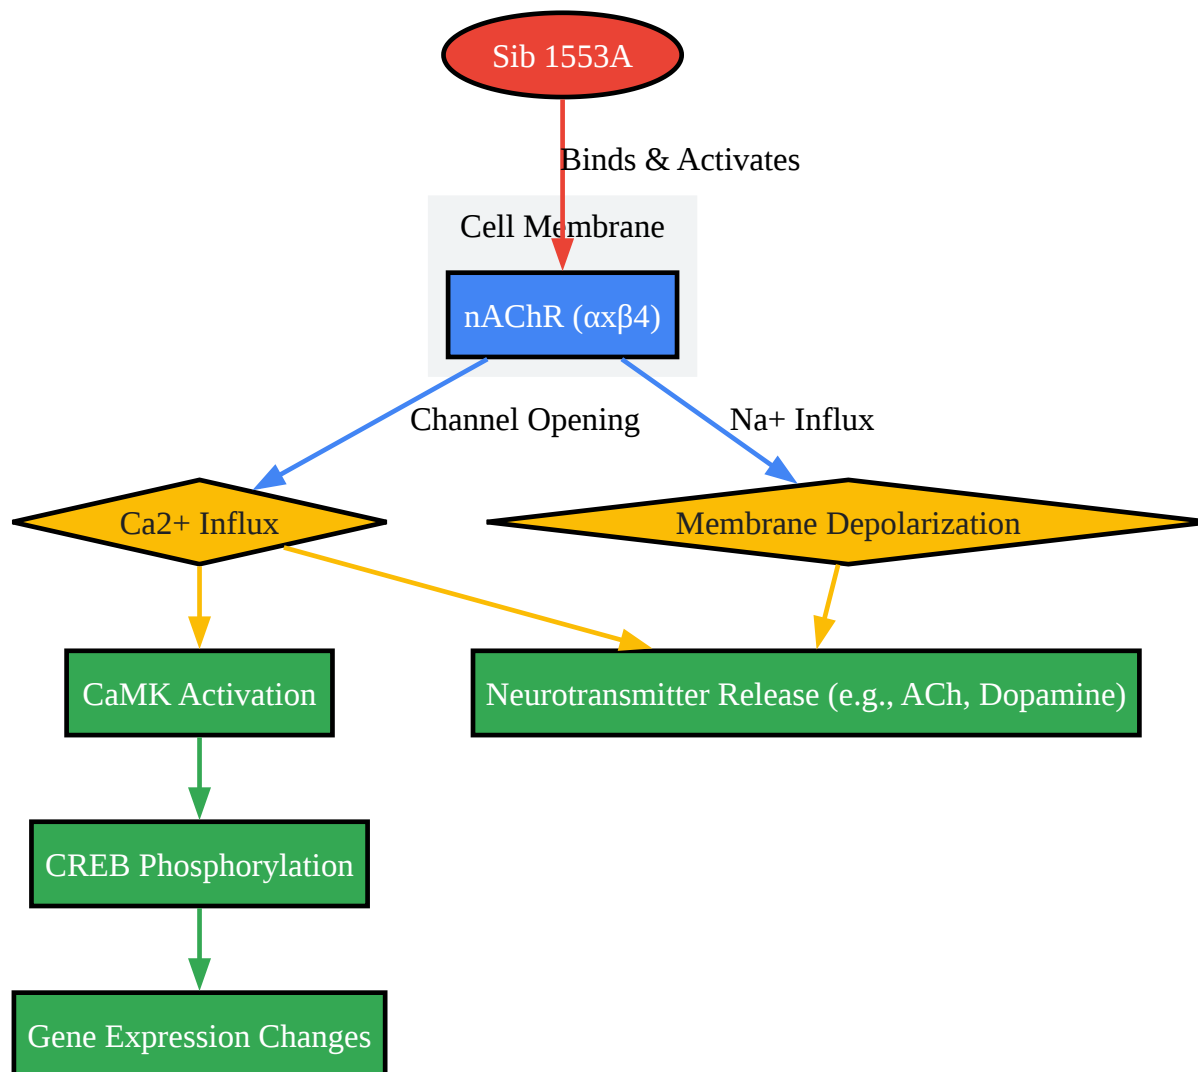 Sib 1553A
Binds & Activates
Cell Membrane
nAChR (αxβ4)
Channel Opening
Na+ Influx
Ca2+ Influx
Membrane Depolarization
CaMK Activation
Neurotransmitter Release (e.g., ACh, Dopamine)
CREB Phosphorylation
Gene Expression Changes